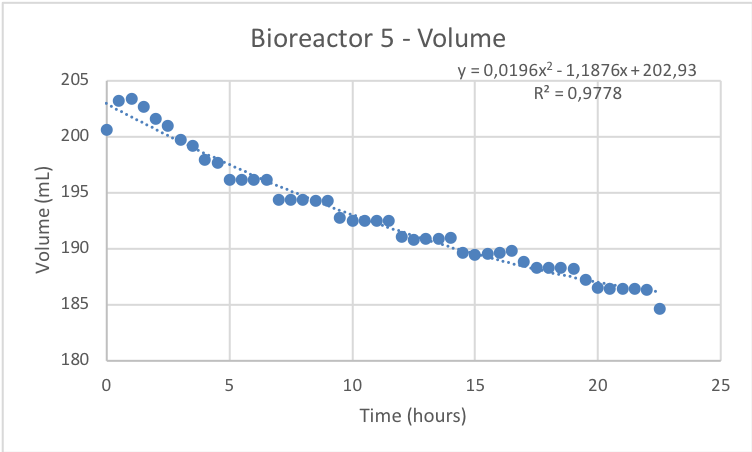 Bioreactor 5 - Volume
y = 0,0196x² - 1,1876x + 202,93
R² = 0,9778
205
200
195
190
185
180
Volume (mL)
0 5 10 15 20 25
Time (hours)